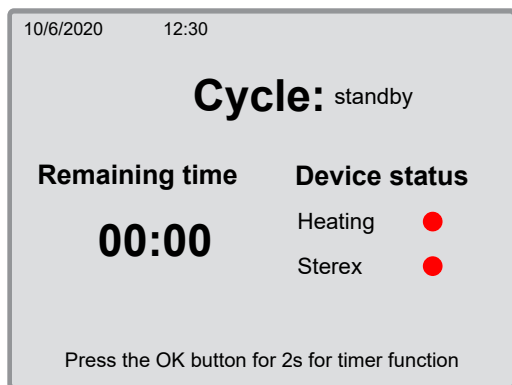 10/6/2020 12:30
Cycle: standby
Remaining time
00:00
Device status
Heating
Sterex
Press the OK button for 2s for timer function